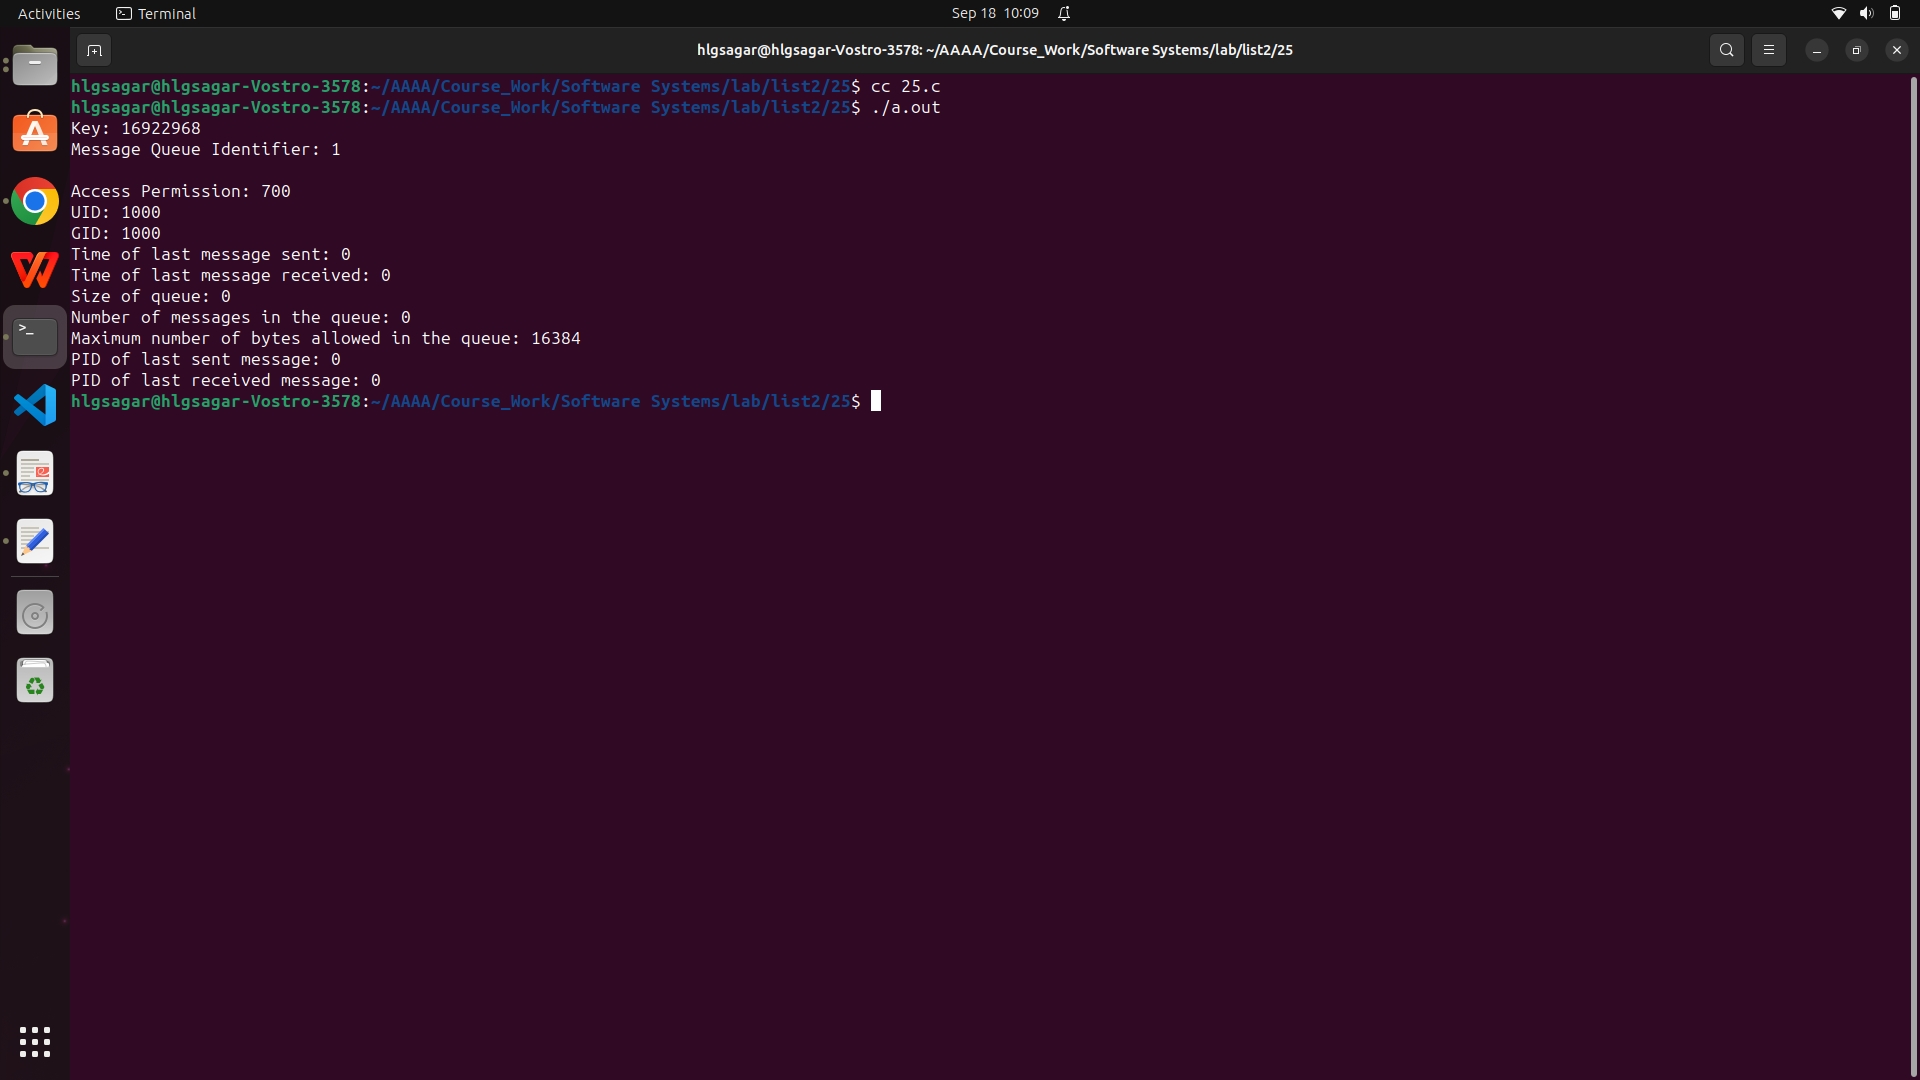 Activities
Terminal
Sep 18 10:09
hlgsagar@hlgsagar-Vostro-3578: ~/AAAA/Course_Work/Software Systems/lab/list2/25
hlgsagar@hlgsagar-Vostro-3578:~/AAAA/Course_Work/Software Systems/lab/list2/25$ cc 25.c
hlgsagar@hlgsagar-Vostro-3578:~/AAAA/Course_Work/Software Systems/lab/list2/25$ ./a.out
Key: 16922968
Message Queue Identifier: 1
Access Permission: 700
UID: 1000
GID: 1000
Time of last message sent: 0
Time of last message received: 0
Size of queue: 0
Number of messages in the queue: 0
Maximum number of bytes allowed in the queue: 16384
PID of last sent message: 0
PID of last received message: 0
hlgsagar@hlgsagar-Vostro-3578:~/AAAA/Course_Work/Software Systems/lab/list2/25$